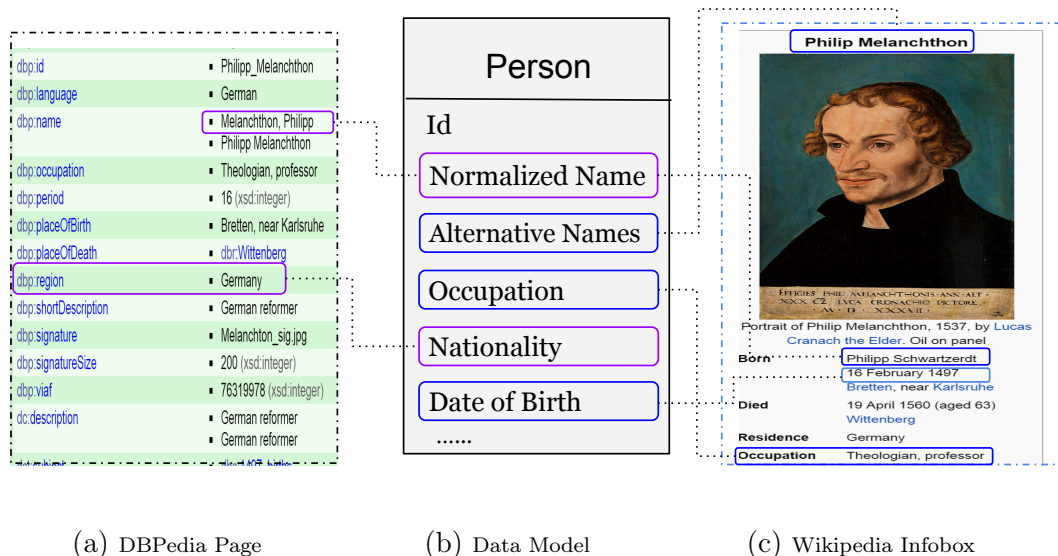 dbp:id ▪ Philipp_Melanchthon
dbp:language ▪ German
dbp:name ▪ Melanchthon, Philipp
▪ Philipp Melanchthon
dbp:occupation ▪ Theologian, professor
dbp:period ▪ 16 (xsd:integer)
dbp:placeOfBirth ▪ Bretten, near Karlsruhe
dbp:placeOfDeath ▪ dbr:Wittenberg
dbp:region ▪ Germany
dbp:shortDescription ▪ German reformer
dbp:signature ▪ Melanchton_sig.jpg
dbp:signatureSize ▪ 200 (xsd:integer)
dbp:viaf ▪ 76319978 (xsd:integer)
dc:description ▪ German reformer
▪ German reformer
(a) DBPedia Page
Person
Id
Normalized Name
Alternative Names
Occupation
Nationality
Date of Birth
......
(b) Data Model
Philip Melanchthon
EFFIGIES PHIL MELANCHTHONIS ANN ALT
Portrait of Philip Melanchthon, 1537, by Lucas
Cranach the Elder. Oil on panel
Born Philipp Schwartzerdt
16 February 1497
Bretten, near Karlsruhe
Died 19 April 1560 (aged 63)
Wittenberg
Residence Germany
Occupation Theologian, professor
(c) Wikipedia Infobox